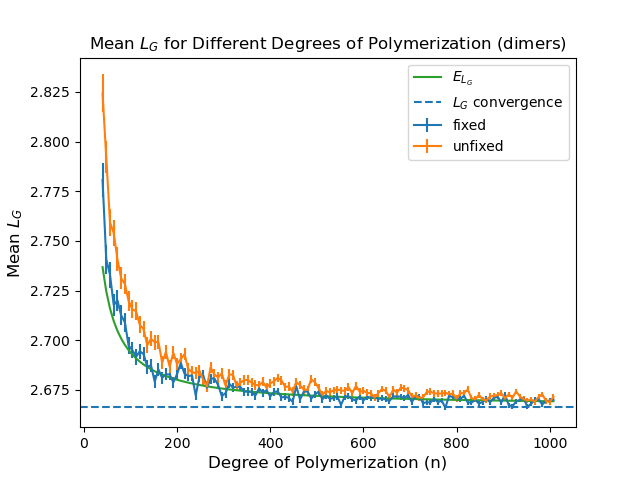 Mean L_G for Different Degrees of Polymerization (dimers)
E_{L_G}
L_G convergence
fixed
unfixed
Mean L_G
2.825
2.800
2.775
2.750
2.725
2.700
2.675
0 200 400 600 800 1000
Degree of Polymerization (n)